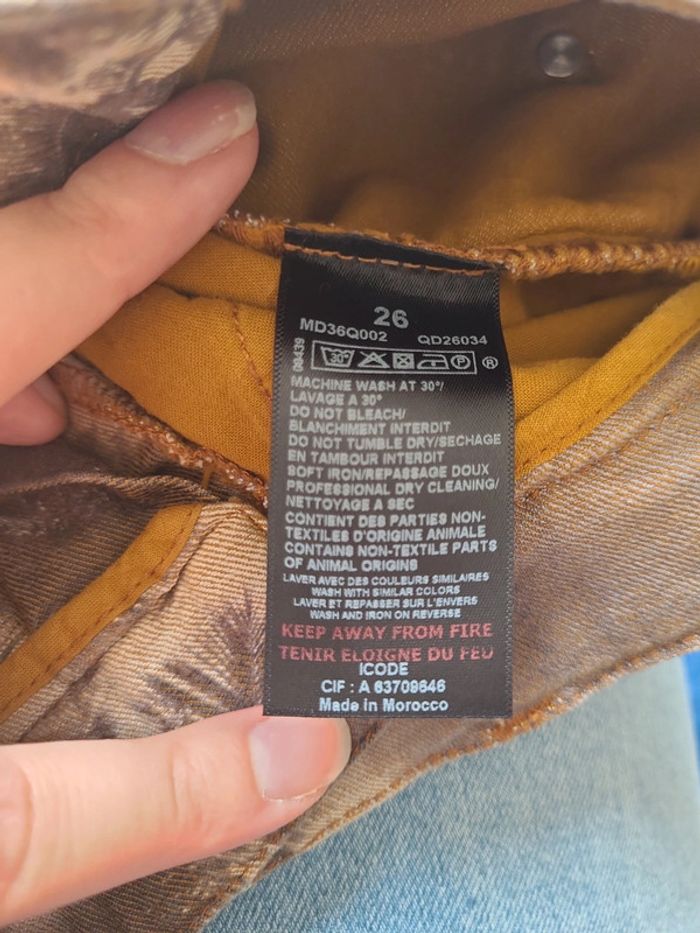 26
MD36Q002 QD26034
08439
30° P ®
MACHINE WASH AT 30°/
LAVAGE A 30°
DO NOT BLEACH/
BLANCHIMENT INTERDIT
DO NOT TUMBLE DRY/SECHAGE
EN TAMBOUR INTERDIT
SOFT IRON/REPASSAGE DOUX
PROFESSIONAL DRY CLEANING/
NETTOYAGE A SEC
CONTIENT DES PARTIES NON-
TEXTILES D'ORIGINE ANIMALE
CONTAINS NON-TEXTILE PARTS
OF ANIMAL ORIGINS
LAVER AVEC DES COULEURS SIMILAIRES
WASH WITH SIMILAR COLORS
LAVER ET REPASSER SUR L'ENVERS
WASH AND IRON ON REVERSE
KEEP AWAY FROM FIRE
TENIR ELOIGNE DU FEU
ICODE
CIF : A 63709646
Made in Morocco